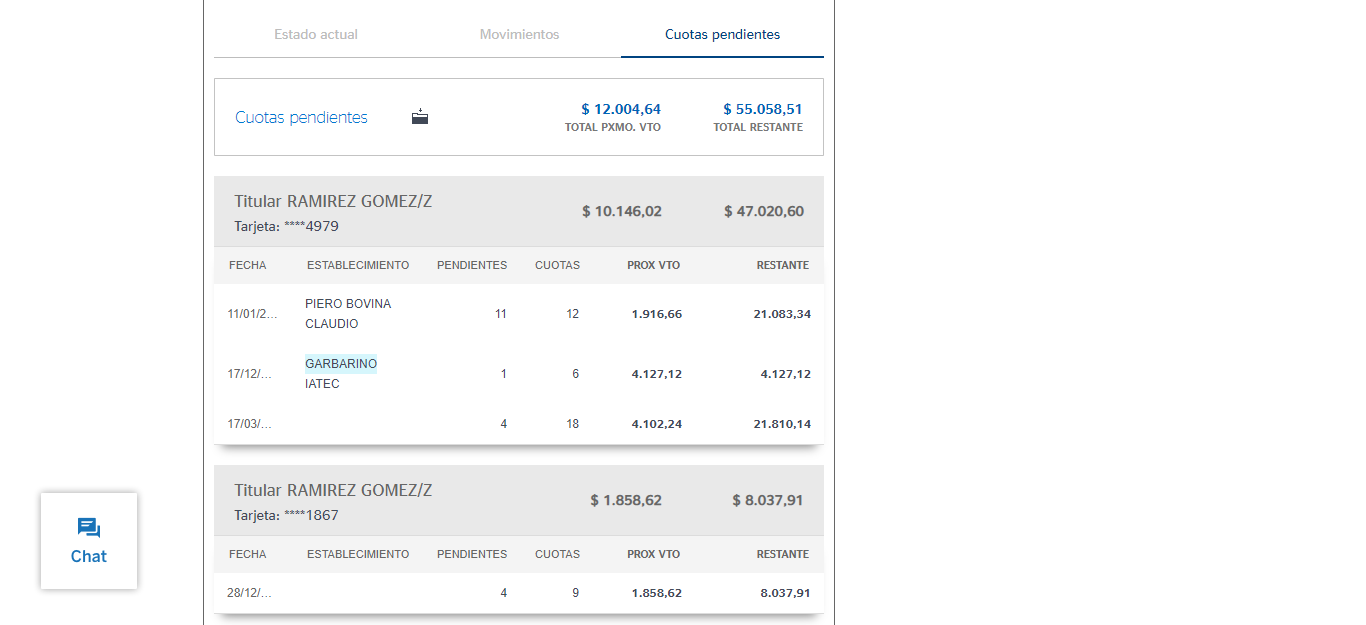 Estado actual Movimientos Cuotas pendientes
Cuotas pendientes $ 12.004,64 $ 55.058,51
TOTAL PXMO. VTO TOTAL RESTANTE
Titular RAMIREZ GOMEZ/Z $ 10.146,02 $ 47.020,60
Tarjeta: ****4979
FECHA ESTABLECIMIENTO PENDIENTES CUOTAS PROX VTO RESTANTE
11/01/2... PIERO BOVINA 11 12 1.916,66 21.083,34
CLAUDIO
17/12/... GARBARINO 1 6 4.127,12 4.127,12
IATEC
17/03/... 4 18 4.102,24 21.810,14
Titular RAMIREZ GOMEZ/Z $ 1.858,62 $ 8.037,91
Tarjeta: ****1867
FECHA ESTABLECIMIENTO PENDIENTES CUOTAS PROX VTO RESTANTE
28/12/... 4 9 1.858,62 8.037,91
Chat